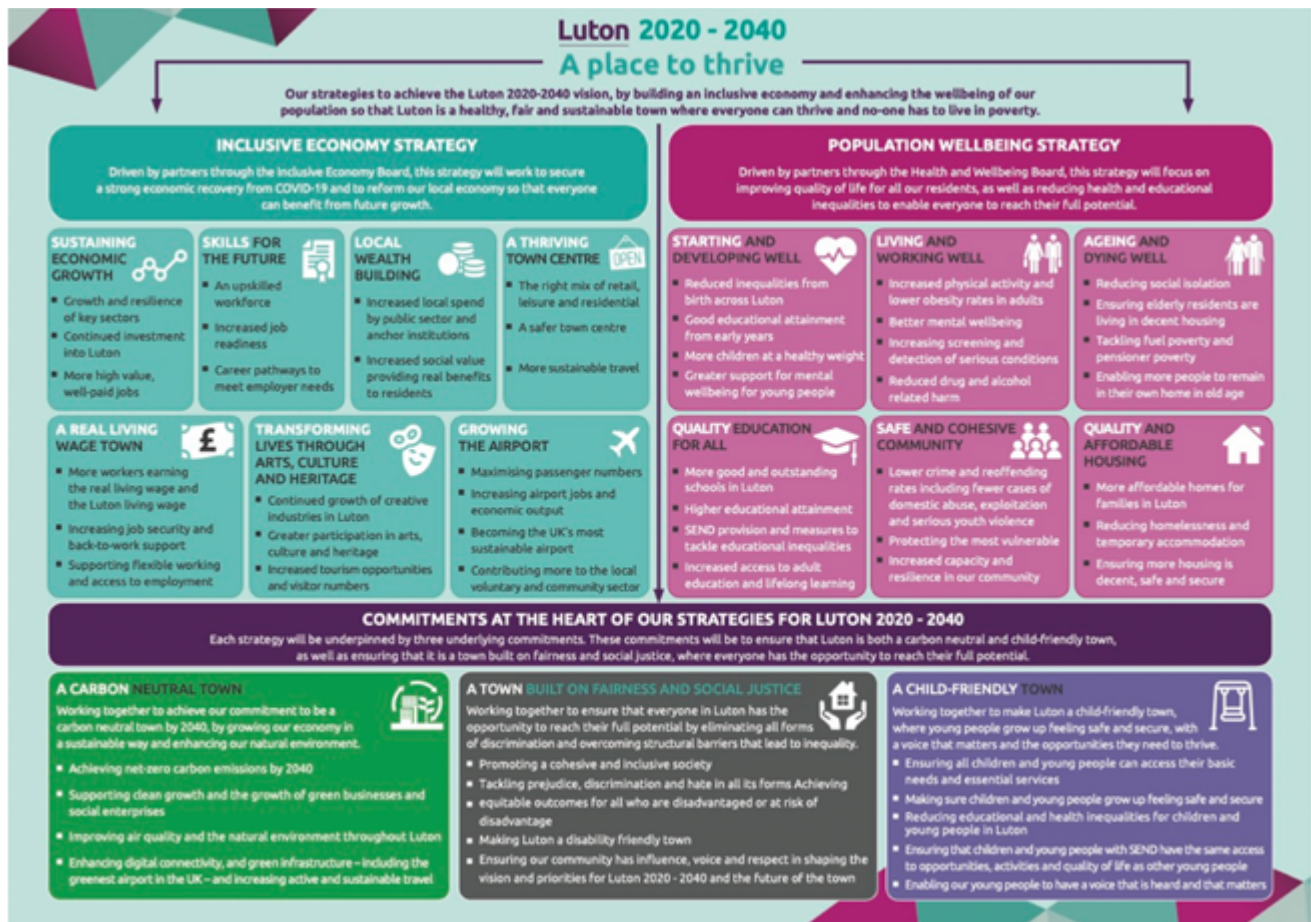 Luton 2020 - 2040
A place to thrive
Our strategies to achieve the Luton 2020-2040 vision, by building an inclusive economy and enhancing the wellbeing of our
population so that Luton is a healthy, fair and sustainable town where everyone can thrive and no-one has to live in poverty.
INCLUSIVE ECONOMY STRATEGY
Driven by partners through the Inclusive Economy Board, this strategy will work to secure
a strong economic recovery from COVID-19 and to reform our local economy so that everyone
can benefit from future growth.
SUSTAINING
ECONOMIC
GROWTH
Growth and resilience
of key sectors
Continued investment
into Luton
More high value,
well-paid jobs
SKILLS FOR
THE FUTURE
An upskilled
workforce
Increased job
readiness
Career pathways to
meet employer needs
LOCAL
WEALTH
BUILDING
Increased local spend
by public sector and
anchor institutions
Increased social value
providing real benefits
to residents
A THRIVING
TOWN CENTRE
OPEN
The right mix of retail,
leisure and residential
A safer town centre
More sustainable travel
A REAL LIVING
WAGE TOWN
£
More workers earning
the real living wage and
the Luton living wage
Increasing job security and
back-to-work support
Supporting flexible working
and access to employment
TRANSFORMING
LIVES THROUGH
ARTS, CULTURE
AND HERITAGE
Continued growth of creative
industries in Luton
Greater participation in arts,
culture and heritage
Increased tourism opportunities
and visitor numbers
GROWING
THE AIRPORT
Maximising passenger numbers
Increasing airport jobs and
economic output
Becoming the UK's most
sustainable airport
Contributing more to the local
voluntary and community sector
POPULATION WELLBEING STRATEGY
Driven by partners through the Health and Wellbeing Board, this strategy will focus on
improving quality of life for all our residents, as well as reducing health and educational
inequalities to enable everyone to reach their full potential.
STARTING AND
DEVELOPING WELL
Reduced inequalities from
birth across Luton
Good educational attainment
from early years
More children at a healthy weight
Greater support for mental
wellbeing for young people
LIVING AND
WORKING WELL
Increased physical activity and
lower obesity rates in adults
Better mental wellbeing
Increasing screening and
detection of serious conditions
Reduced drug and alcohol
related harm
AGEING AND
DYING WELL
Reducing social isolation
Ensuring elderly residents are
living in decent housing
Tackling fuel poverty and
pensioner poverty
Enabling more people to remain
in their own home in old age
QUALITY EDUCATION
FOR ALL
More good and outstanding
schools in Luton
Higher educational attainment
SEND provision and measures to
tackle educational inequalities
Increased access to adult
education and lifelong learning
SAFE AND COHESIVE
COMMUNITY
Lower crime and reoffending
rates including fewer cases of
domestic abuse, exploitation
and serious youth violence
Protecting the most vulnerable
Increased capacity and
resilience in our community
QUALITY AND
AFFORDABLE
HOUSING
More affordable homes for
families in Luton
Reducing homelessness and
temporary accommodation
Ensuring more housing is
decent, safe and secure
COMMITMENTS AT THE HEART OF OUR STRATEGIES FOR LUTON 2020 - 2040
Each strategy will be underpinned by three underlying commitments. These commitments will be to ensure that Luton is both a carbon neutral and child-friendly town,
as well as ensuring that it is a town built on fairness and social justice, where everyone has the opportunity to reach their full potential.
A CARBON NEUTRAL TOWN
Working together to achieve our commitment to be a
carbon neutral town by 2040, by growing our economy in
a sustainable way and enhancing our natural environment.
Achieving net-zero carbon emissions by 2040
Supporting clean growth and the growth of green businesses and
social enterprises
Improving air quality and the natural environment throughout Luton
Enhancing digital connectivity, and green infrastructure – including the
greenest airport in the UK – and increasing active and sustainable travel
A TOWN BUILT ON FAIRNESS AND SOCIAL JUSTICE
Working together to ensure that everyone in Luton has the
opportunity to reach their full potential by eliminating all forms
of discrimination and overcoming structural barriers that lead to inequality.
Promoting a cohesive and inclusive society
Tackling prejudice, discrimination and hate in all its forms Achieving
equitable outcomes for all who are disadvantaged or at risk of
disadvantage
Making Luton a disability friendly town
Ensuring our community has influence, voice and respect in shaping the
vision and priorities for Luton 2020 - 2040 and the future of the town
A CHILD-FRIENDLY TOWN
Working together to make Luton a child-friendly town,
where young people grow up feeling safe and secure, with
a voice that matters and the opportunities they need to thrive.
Ensuring all children and young people can access their basic
needs and essential services
Making sure children and young people grow up feeling safe and secure
Reducing educational and health inequalities for children and
young people in Luton
Ensuring that children and young people with SEND have the same access
to opportunities, activities and quality of life as other young people
Enabling our young people to have a voice that is heard and that matters